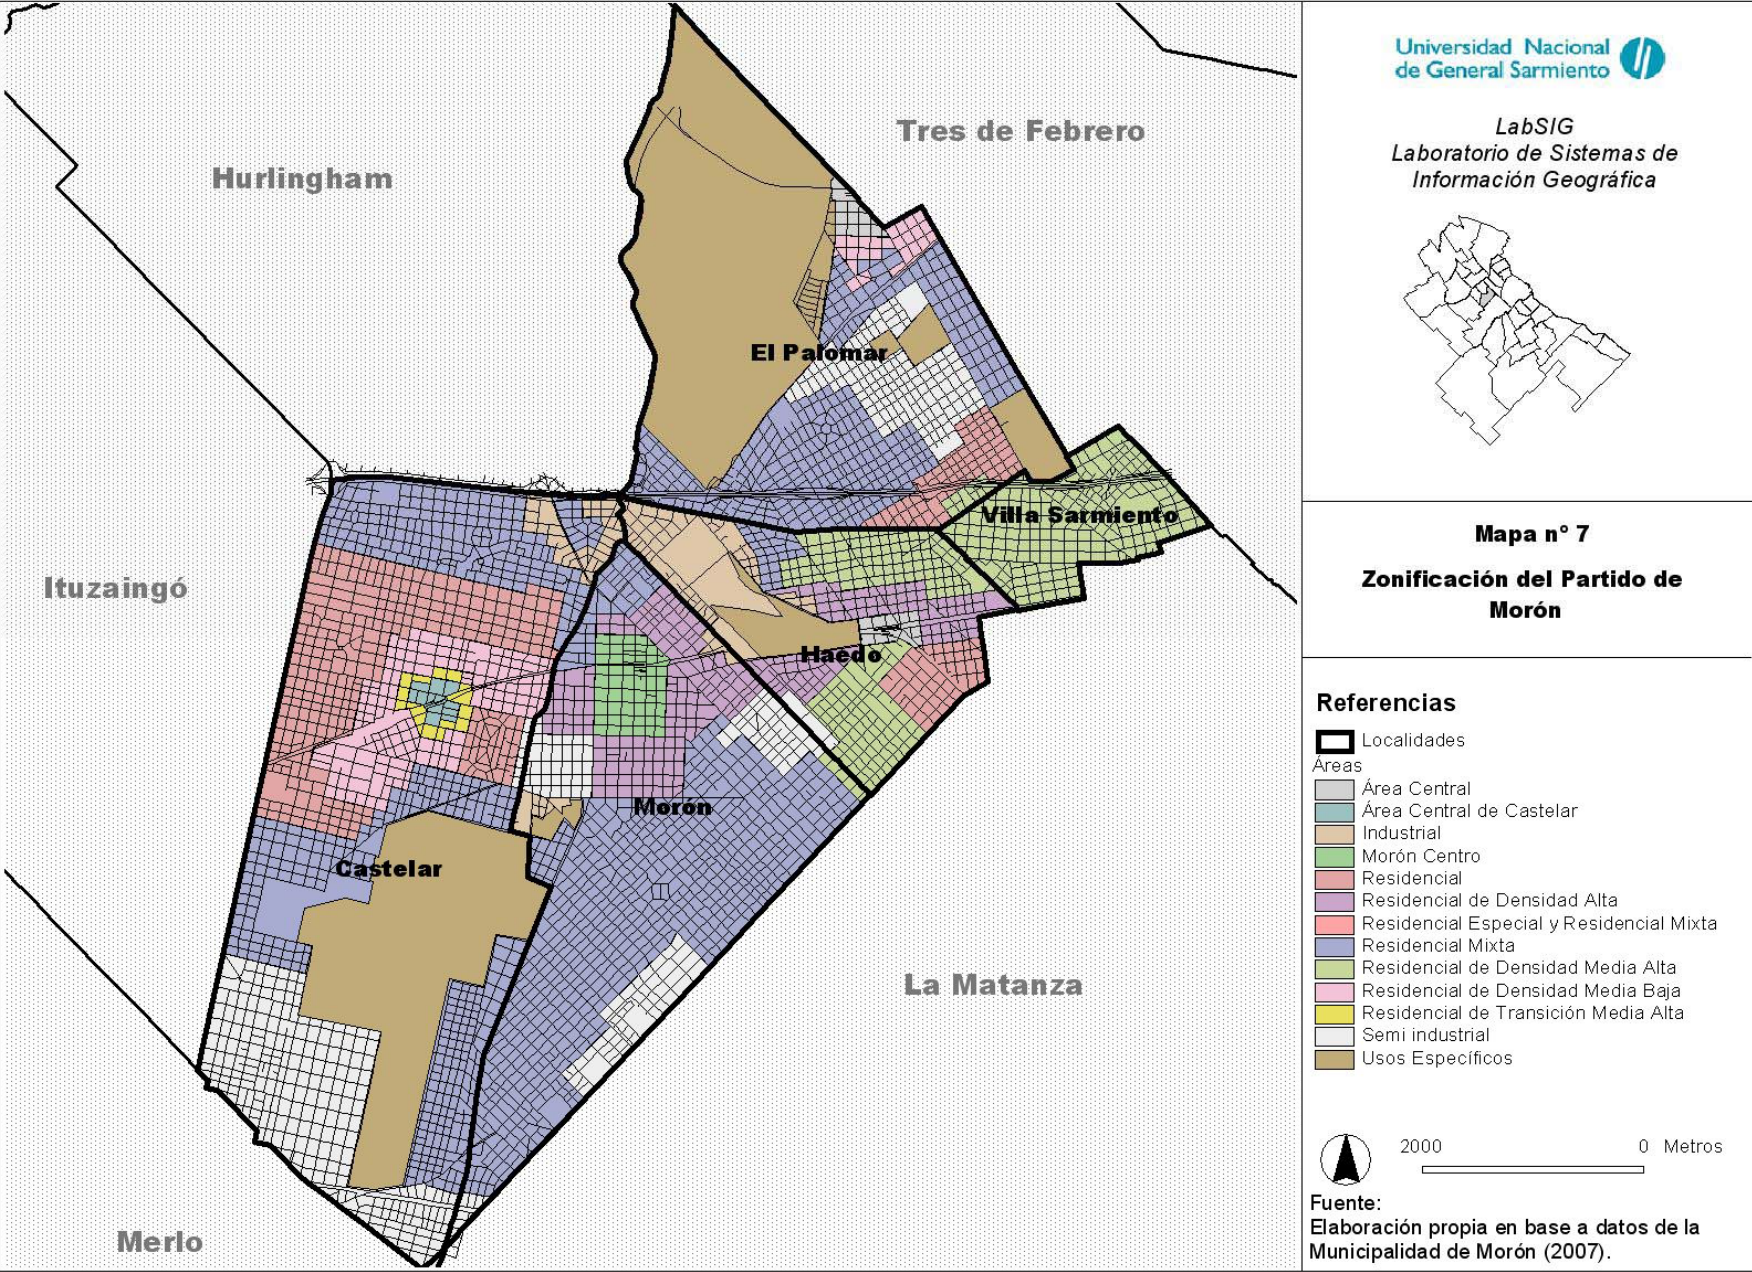 Hurlingham
Tres de Febrero
El Palomar
Villa Sarmiento
Ituzaingó
Haedo
Morón
Castelar
La Matanza
Merlo
Universidad Nacional
de General Sarmiento
LabSIG
Laboratorio de Sistemas de
Información Geográfica
Mapa n° 7
Zonificación del Partido de
Morón
Referencias
Localidades
Áreas
Área Central
Área Central de Castelar
Industrial
Morón Centro
Residencial
Residencial de Densidad Alta
Residencial Especial y Residencial Mixta
Residencial Mixta
Residencial de Densidad Media Alta
Residencial de Densidad Media Baja
Residencial de Transición Media Alta
Semi industrial
Usos Específicos
2000 0 Metros
Fuente:
Elaboración propia en base a datos de la
Municipalidad de Morón (2007).